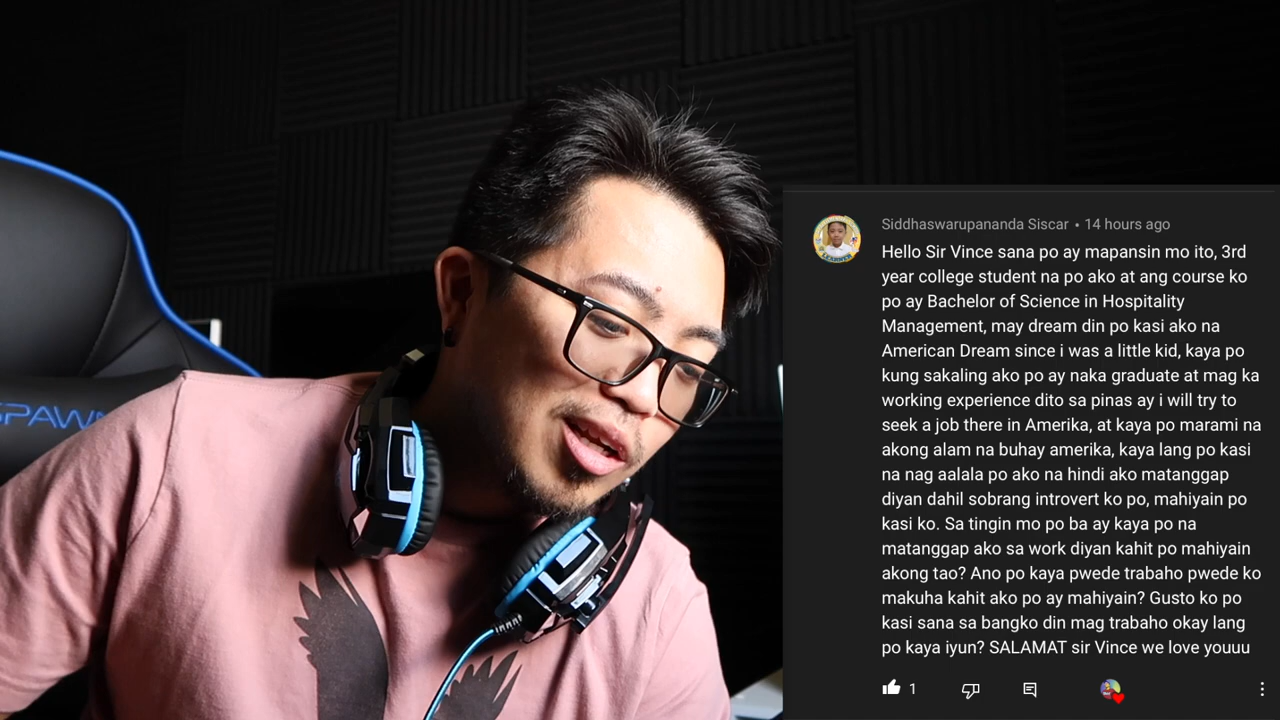 SPAWN
Siddhaswarupananda Siscar • 14 hours ago
Hello Sir Vince sana po ay mapansin mo ito, 3rd
year college student na po ako at ang course ko
po ay Bachelor of Science in Hospitality
Management, may dream din po kasi ako na
American Dream since i was a little kid, kaya po
kung sakaling ako po ay naka graduate at mag ka
working experience dito sa pinas ay i will try to
seek a job there in Amerika, at kaya po marami na
akong alam na buhay amerika, kaya lang po kasi
na nag aalala po ako na hindi ako matanggap
diyan dahil sobrang introvert ko po, mahiyain po
kasi ko. Sa tingin mo po ba ay kaya po na
matanggap ako sa work diyan kahit po mahiyain
akong tao? Ano po kaya pwede trabaho pwede ko
makuha kahit ako po ay mahiyain? Gusto ko po
kasi sana sa bangko din mag trabaho okay lang
po kaya iyun? SALAMAT sir Vince we love youuu
1